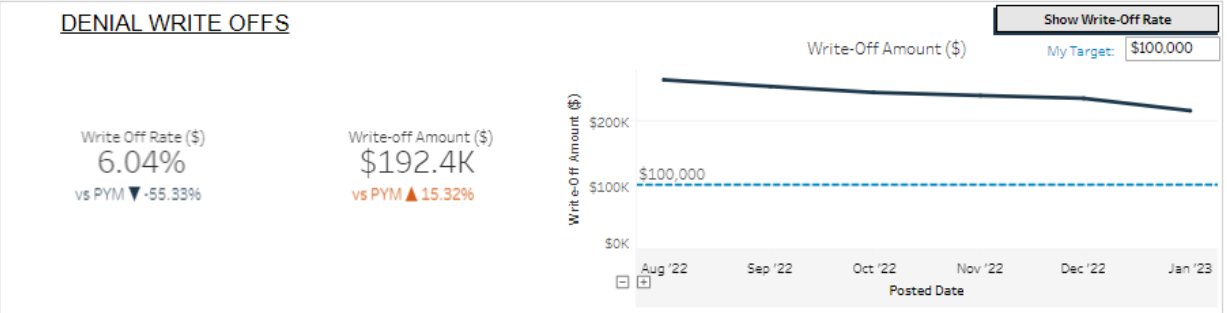 DENIAL WRITE OFFS
Show Write-Off Rate
Write-Off Amount ($)
My Target: $100,000
Write Off Rate ($)
6.04%
vs PYM ▼ -55.33%
Write-off Amount ($)
$192.4K
vs PYM ▲ 15.32%
Write-Off Amount ($)
$200K
$100K
$0K
$100,000
Aug '22 Sep '22 Oct '22 Nov '22 Dec '22 Jan '23
Posted Date